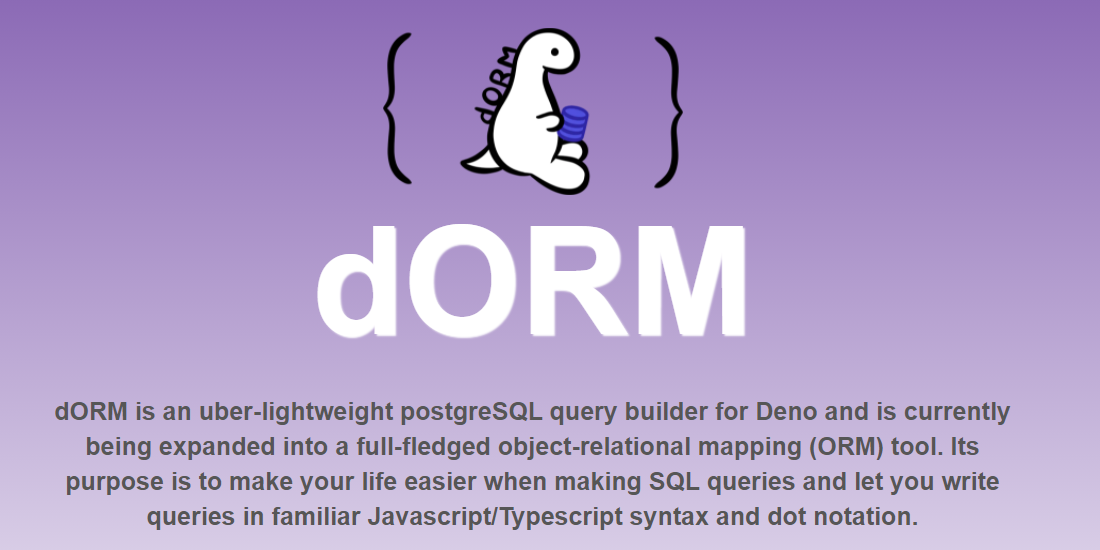 dORM
dORM
dORM is an uber-lightweight postgreSQL query builder for Deno and is currently
being expanded into a full-fledged object-relational mapping (ORM) tool. Its
purpose is to make your life easier when making SQL queries and let you write
queries in familiar Javascript/Typescript syntax and dot notation.